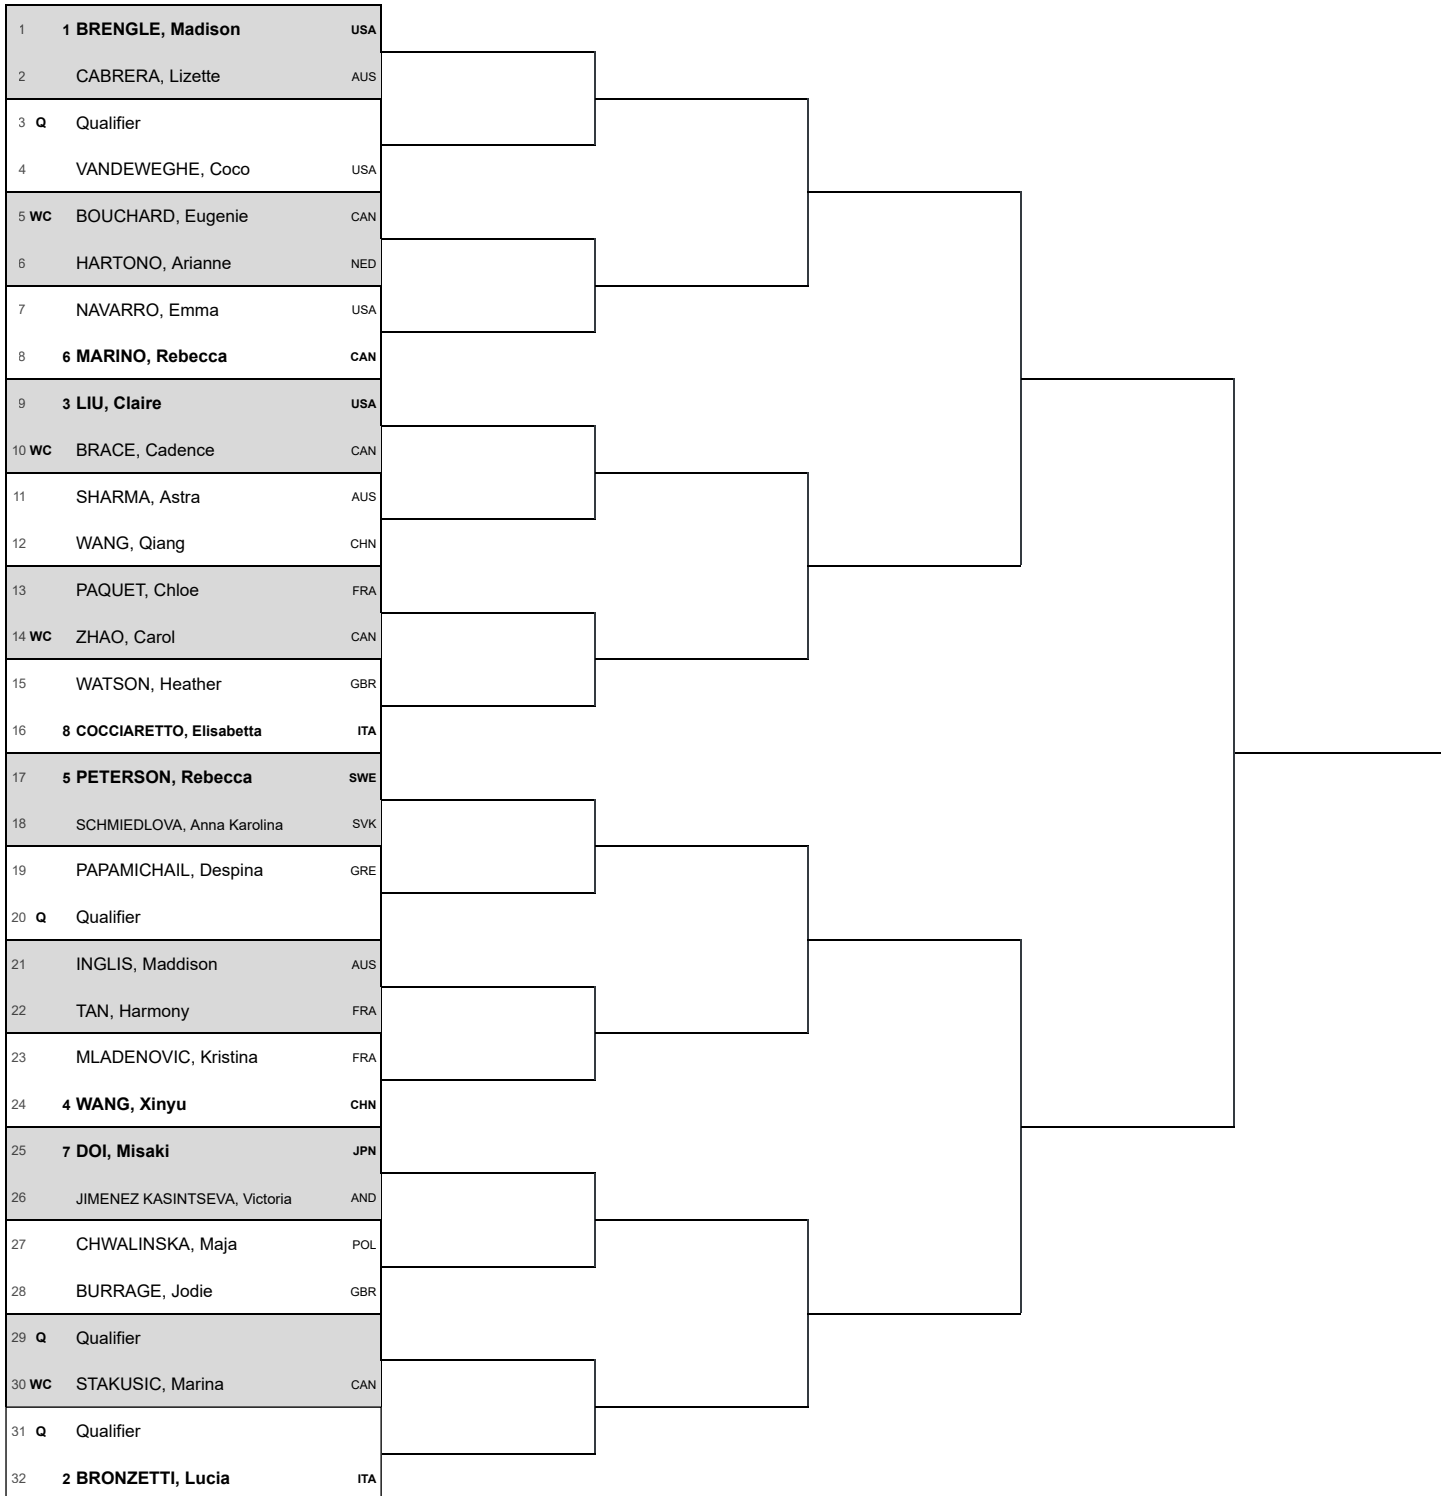 1 1 BRENGLE, Madison USA
2 CABRERA, Lizette AUS
3 Q Qualifier
4 VANDEWEGHE, Coco USA
5 WC BOUCHARD, Eugenie CAN
6 HARTONO, Arianne NED
7 NAVARRO, Emma USA
8 6 MARINO, Rebecca CAN
9 3 LIU, Claire USA
10 WC BRACE, Cadence CAN
11 SHARMA, Astra AUS
12 WANG, Qiang CHN
13 PAQUET, Chloe FRA
14 WC ZHAO, Carol CAN
15 WATSON, Heather GBR
16 8 COCCIARETTO, Elisabetta ITA
17 5 PETERSON, Rebecca SWE
18 SCHMIEDLOVA, Anna Karolina SVK
19 PAPAMICHAIL, Despina GRE
20 Q Qualifier
21 INGLIS, Maddison AUS
22 TAN, Harmony FRA
23 MLADENOVIC, Kristina FRA
24 4 WANG, Xinyu CHN
25 7 DOI, Misaki JPN
26 JIMENEZ KASINTSEVA, Victoria AND
27 CHWALINSKA, Maja POL
28 BURRAGE, Jodie GBR
29 Q Qualifier
30 WC STAKUSIC, Marina CAN
31 Q Qualifier
32 2 BRONZETTI, Lucia ITA